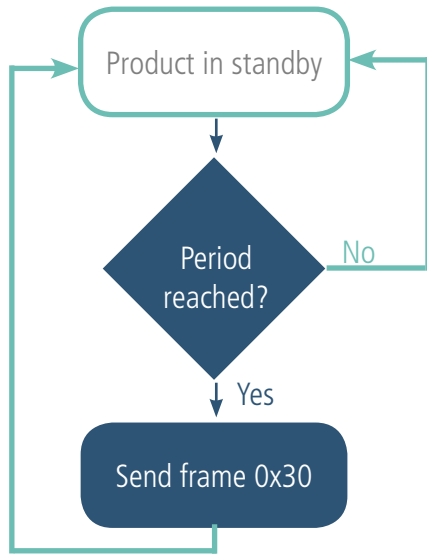 Product in standby
Period
reached?
No
Yes
Send frame 0x30